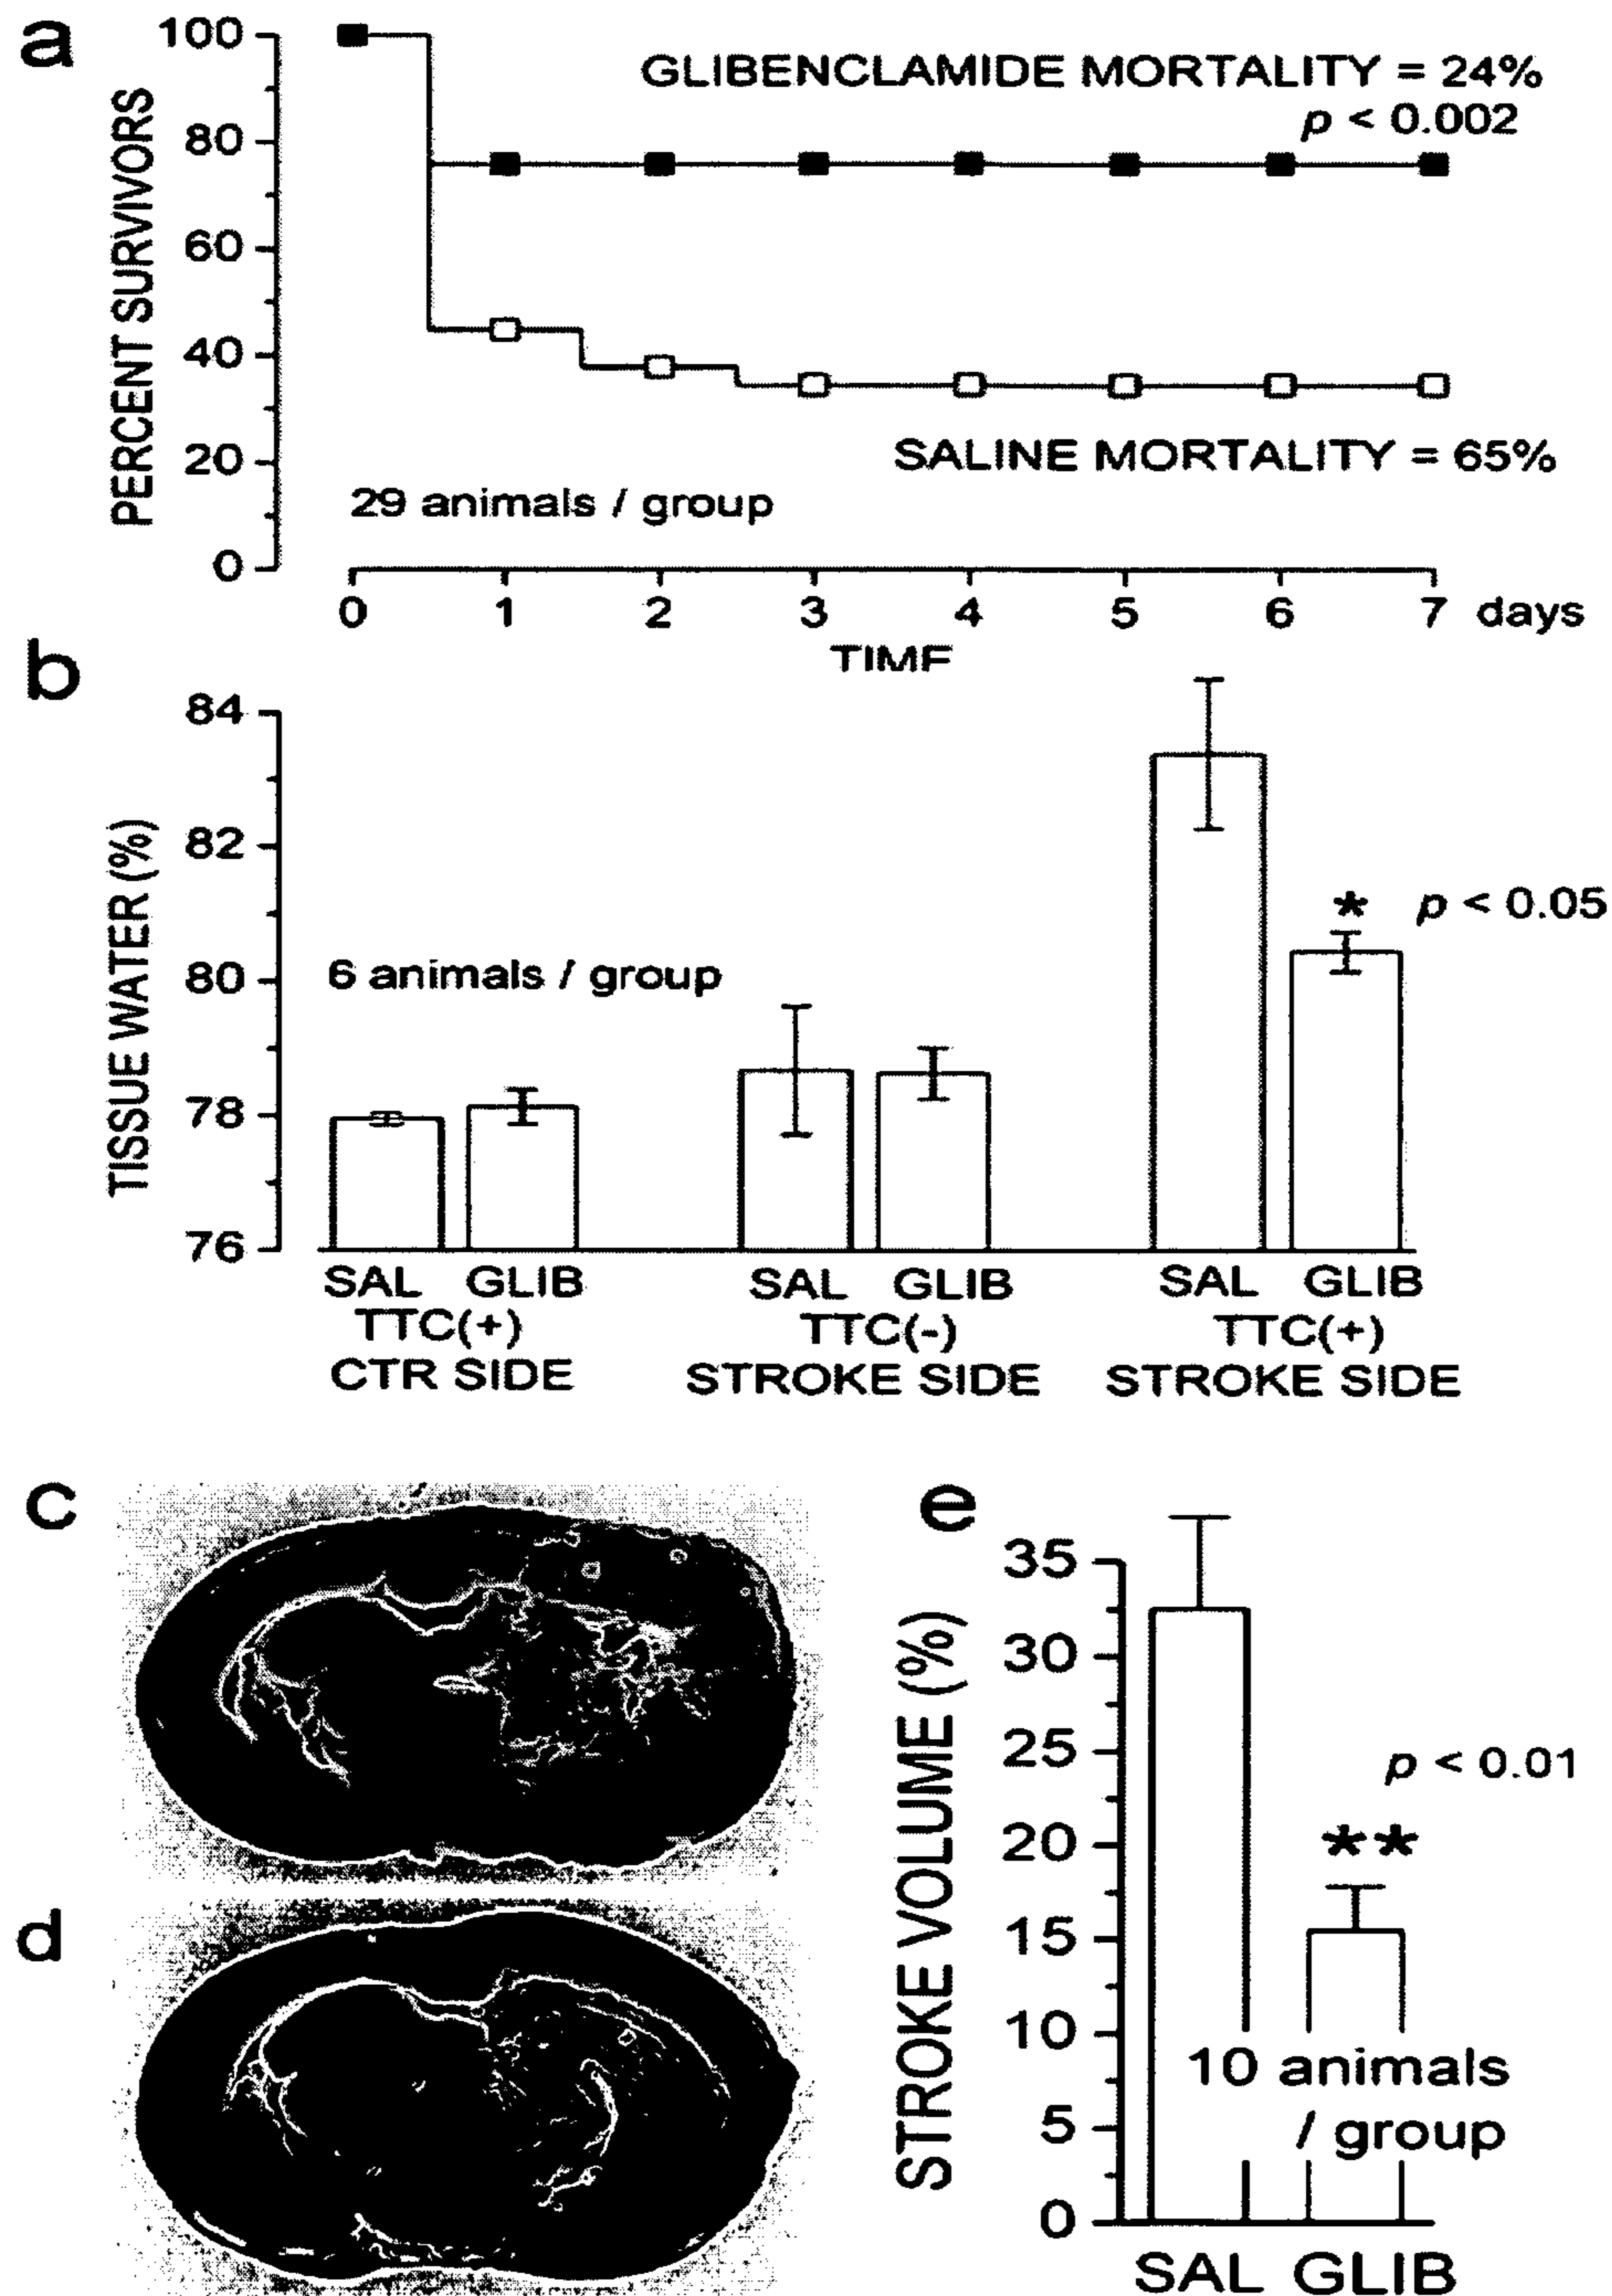 a
100
80
60
40
20
0
PERCENT SURVIVORS
GLIBENCLAMIDE MORTALITY = 24%
p < 0.002
SALINE MORTALITY = 65%
29 animals / group
0 1 2 3 4 5 6 7 days
TIME
b
84
82
80
78
76
TISSUE WATER (%)
6 animals / group
* p < 0.05
SAL GLIB SAL GLIB SAL GLIB
TTC(+) TTC(-) TTC(+)
CTR SIDE STROKE SIDE STROKE SIDE
c
d
e
35
30
25
20
15
10
5
0
STROKE VOLUME (%)
p < 0.01
**
10 animals
/ group
SAL GLIB